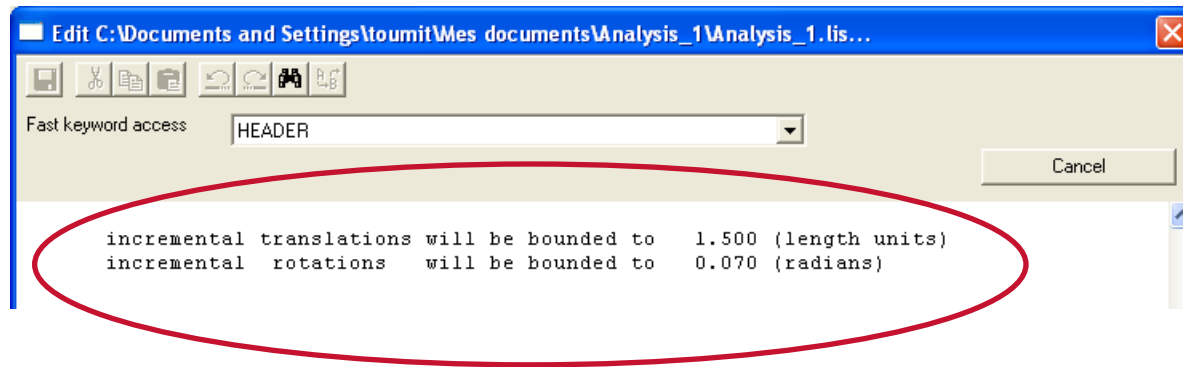 Edit C:\Documents and Settings\toumit\Mes documents\Analysis_1\Analysis_1.lis...
Fast keyword access HEADER
Cancel
incremental translations will be bounded to 1.500 (length units)
incremental rotations will be bounded to 0.070 (radians)